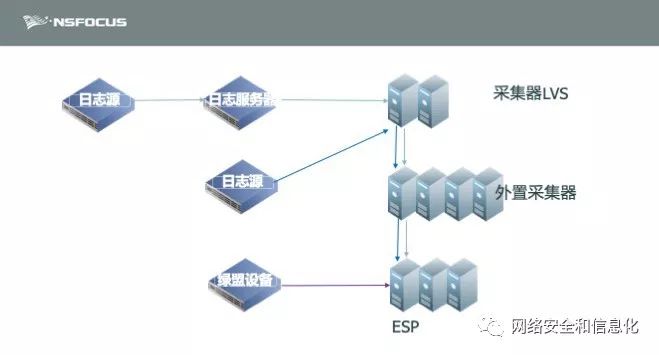 NSFOCUS
日志源
日志服务器
采集器LVS
日志源
外置采集器
绿盟设备
ESP
网络安全和信息化